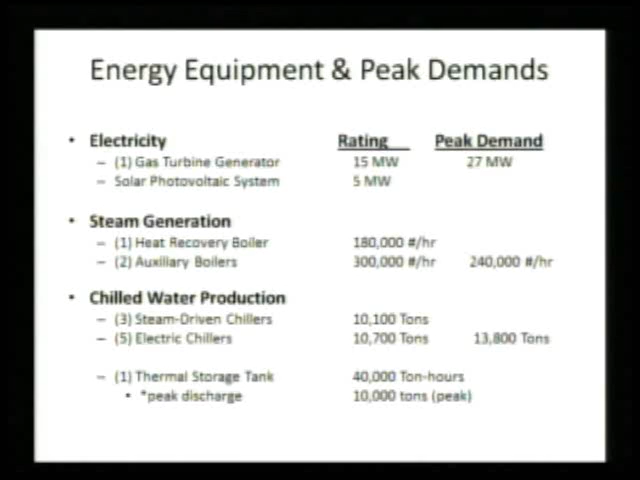 Energy Equipment & Peak Demands
• Electricity Rating Peak Demand
– (1) Gas Turbine Generator 15 MW 27 MW
– Solar Photovoltaic System 5 MW
• Steam Generation
– (1) Heat Recovery Boiler 180,000 #/hr
– (2) Auxiliary Boilers 300,000 #/hr 240,000 #/hr
• Chilled Water Production
– (3) Steam-Driven Chillers 10,100 Tons
– (5) Electric Chillers 10,700 Tons 13,800 Tons
– (1) Thermal Storage Tank 40,000 Ton-hours
• *peak discharge 10,000 tons (peak)